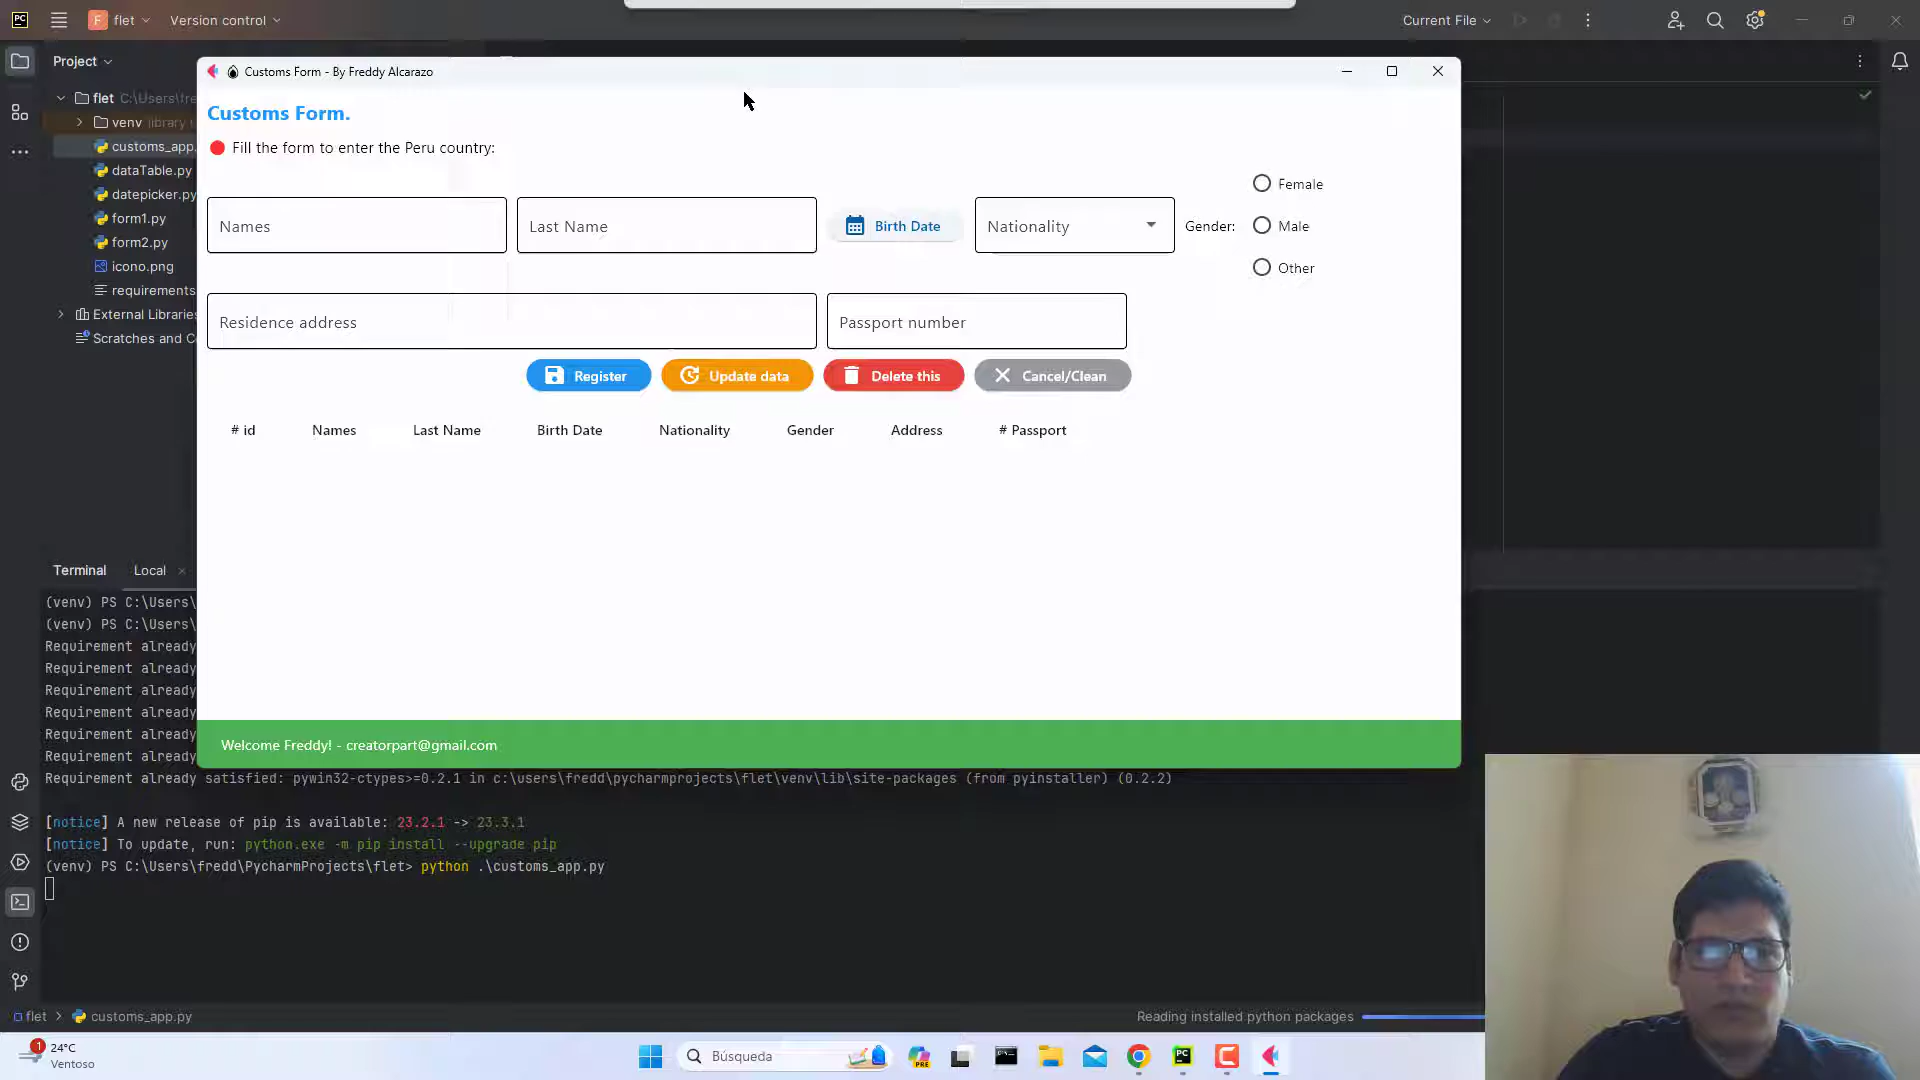 PC
F flet
Version control
Current File
Project
flet C:\Users\fre
venv library
customs_app.
dataTable.py
datepicker.py
form1.py
form2.py
icono.png
requirements
External Libraries
Scratches and C
Customs Form - By Freddy Alcarazo
Customs Form.
Fill the form to enter the Peru country:
Names
Last Name
Birth Date
Nationality
Gender:
Female
Male
Other
Residence address
Passport number
Register
Update data
Delete this
Cancel/Clean
# id Names Last Name Birth Date Nationality Gender Address # Passport
Welcome Freddy! - creatorpart@gmail.com
Terminal Local
(venv) PS C:\Users\
(venv) PS C:\Users\
Requirement already
Requirement already
Requirement already
Requirement already
Requirement already
Requirement already
Requirement already satisfied: pywin32-ctypes>=0.2.1 in c:\users\fredd\pycharmprojects\flet\venv\lib\site-packages (from pyinstaller) (0.2.2)
[notice] A new release of pip is available: 23.2.1 -> 23.3.1
[notice] To update, run: python.exe -m pip install --upgrade pip
(venv) PS C:\Users\fredd\PycharmProjects\flet> python .\customs_app.py
flet > customs_app.py
Reading installed python packages
1
24°C
Ventoso
Búsqueda
PRE
PC